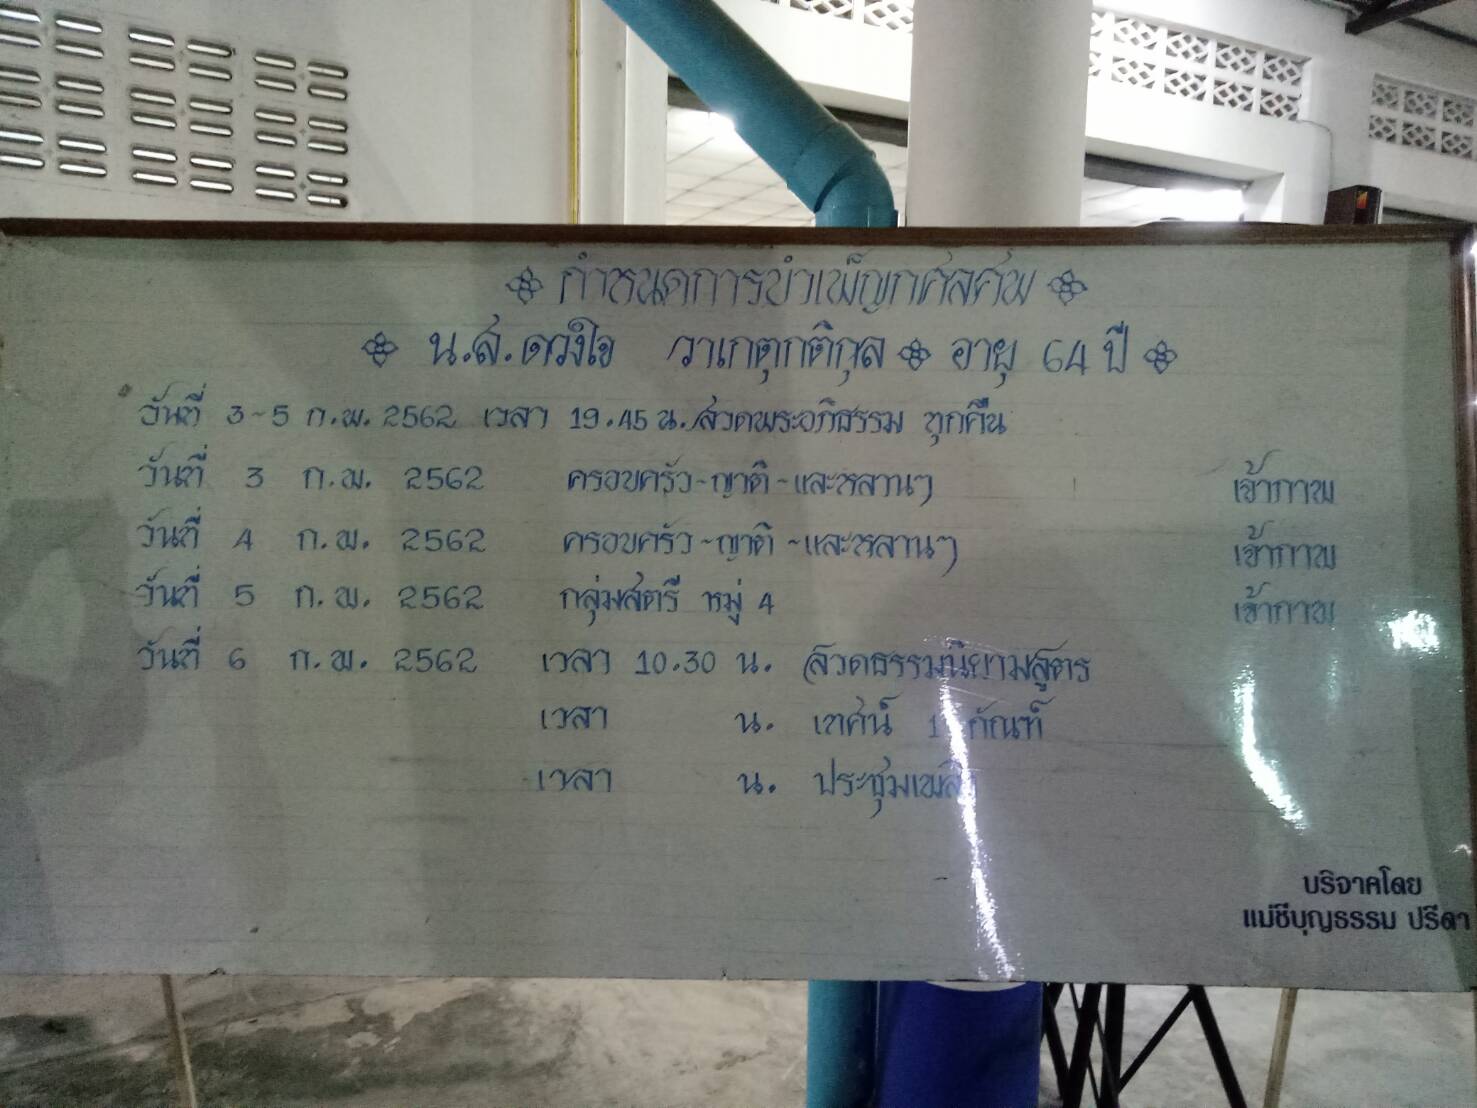 กำหนดการบำเพ็ญกุศลศพ
น.ส.ดวงใจ วาเกตุกติกุล อายุ 64 ปี
วันที่ 3-5 ก.พ. 2562 เวลา 19.45 น. สวดพระอภิธรรม ทุกคืน
วันที่ 3 ก.พ. 2562 ครอบครัว-ญาติ-และหลานๆ เข้าภาพ
วันที่ 4 ก.พ. 2562 ครอบครัว-ญาติ-และหลานๆ เข้าภาพ
วันที่ 5 ก.พ. 2562 กลุ่มสตรี หมู่ 4 เข้าภาพ
วันที่ 6 ก.พ. 2562 เวลา 10.30 น. สวดธรรมนิยามสูตร
เวลา น. เทศน์ 1 กัณฑ์
เวลา น. ประชุมเพลิง
บริจาคโดย
แม่ชีบุญธรรม ปรีดา